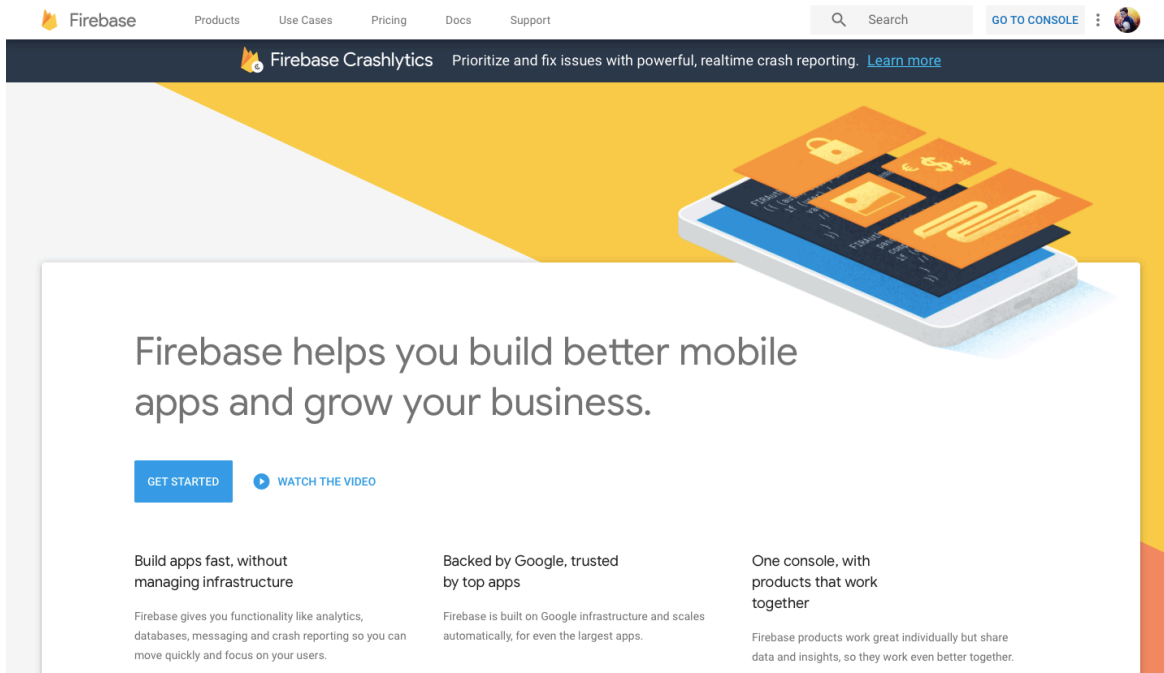 Firebase
Products
Use Cases
Pricing
Docs
Support
Search
GO TO CONSOLE
Firebase Crashlytics
Prioritize and fix issues with powerful, realtime crash reporting. Learn more
Firebase helps you build better mobile
apps and grow your business.
GET STARTED
WATCH THE VIDEO
Build apps fast, without
managing infrastructure
Firebase gives you functionality like analytics,
databases, messaging and crash reporting so you can
move quickly and focus on your users.
Backed by Google, trusted
by top apps
Firebase is built on Google infrastructure and scales
automatically, for even the largest apps.
One console, with
products that work
together
Firebase products work great individually but share
data and insights, so they work even better together.